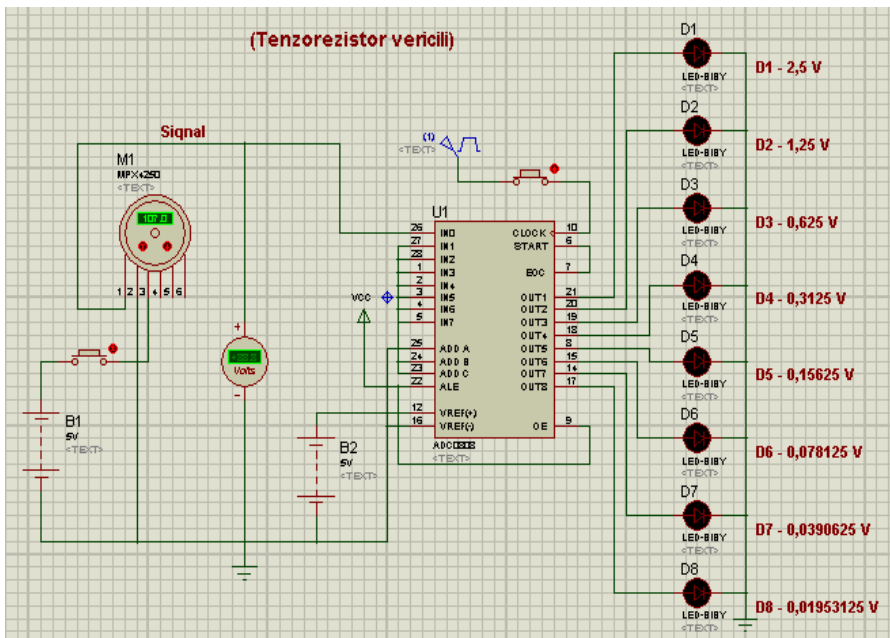 (Tenzorezistor vericili)
Siqnal
M1
MPX4250
<TEXT>
107.0
1 2 3 4 5 6
(1)
<TEXT>
U1
26 IN0
27 IN1
28 IN2
1 IN3
2 IN4
3 IN5
4 IN6
5 IN7
25 ADD A
24 ADD B
23 ADD C
22 ALE
12 VREF(+)
16 VREF(-)
CLOCK 10
START 6
EOC 7
OUT1 21
OUT2 20
OUT3 19
OUT4 18
OUT5 8
OUT6 15
OUT7 14
OUT8 17
OE 9
ADC0808
<TEXT>
VCC
+
Volts
-
B1
5V
<TEXT>
B2
5V
<TEXT>
D1
LED-BIBY
<TEXT>
D1 - 2,5 V
D2
LED-BIBY
<TEXT>
D2 - 1,25 V
D3
LED-BIBY
<TEXT>
D3 - 0,625 V
D4
LED-BIBY
<TEXT>
D4 - 0,3125 V
D5
LED-BIBY
<TEXT>
D5 - 0,15625 V
D6
LED-BIBY
<TEXT>
D6 - 0,078125 V
D7
LED-BIBY
<TEXT>
D7 - 0,0390625 V
D8
LED-BIBY
<TEXT>
D8 - 0,01953125 V